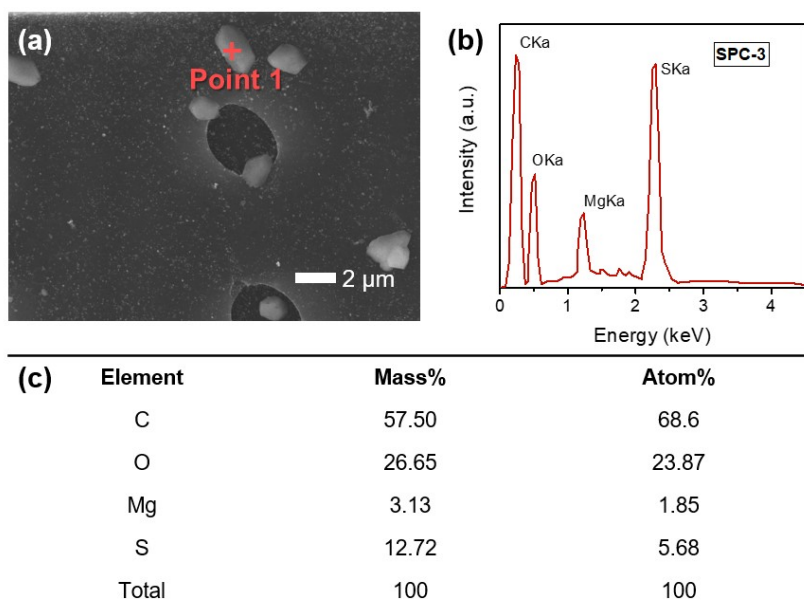 (a)
+
Point 1
2 μm
(b)
CKa
SKa
SPC-3
OKa
MgKa
Intensity (a.u.)
0 1 2 3 4
Energy (keV)
(c) Element Mass% Atom%
C 57.50 68.6
O 26.65 23.87
Mg 3.13 1.85
S 12.72 5.68
Total 100 100